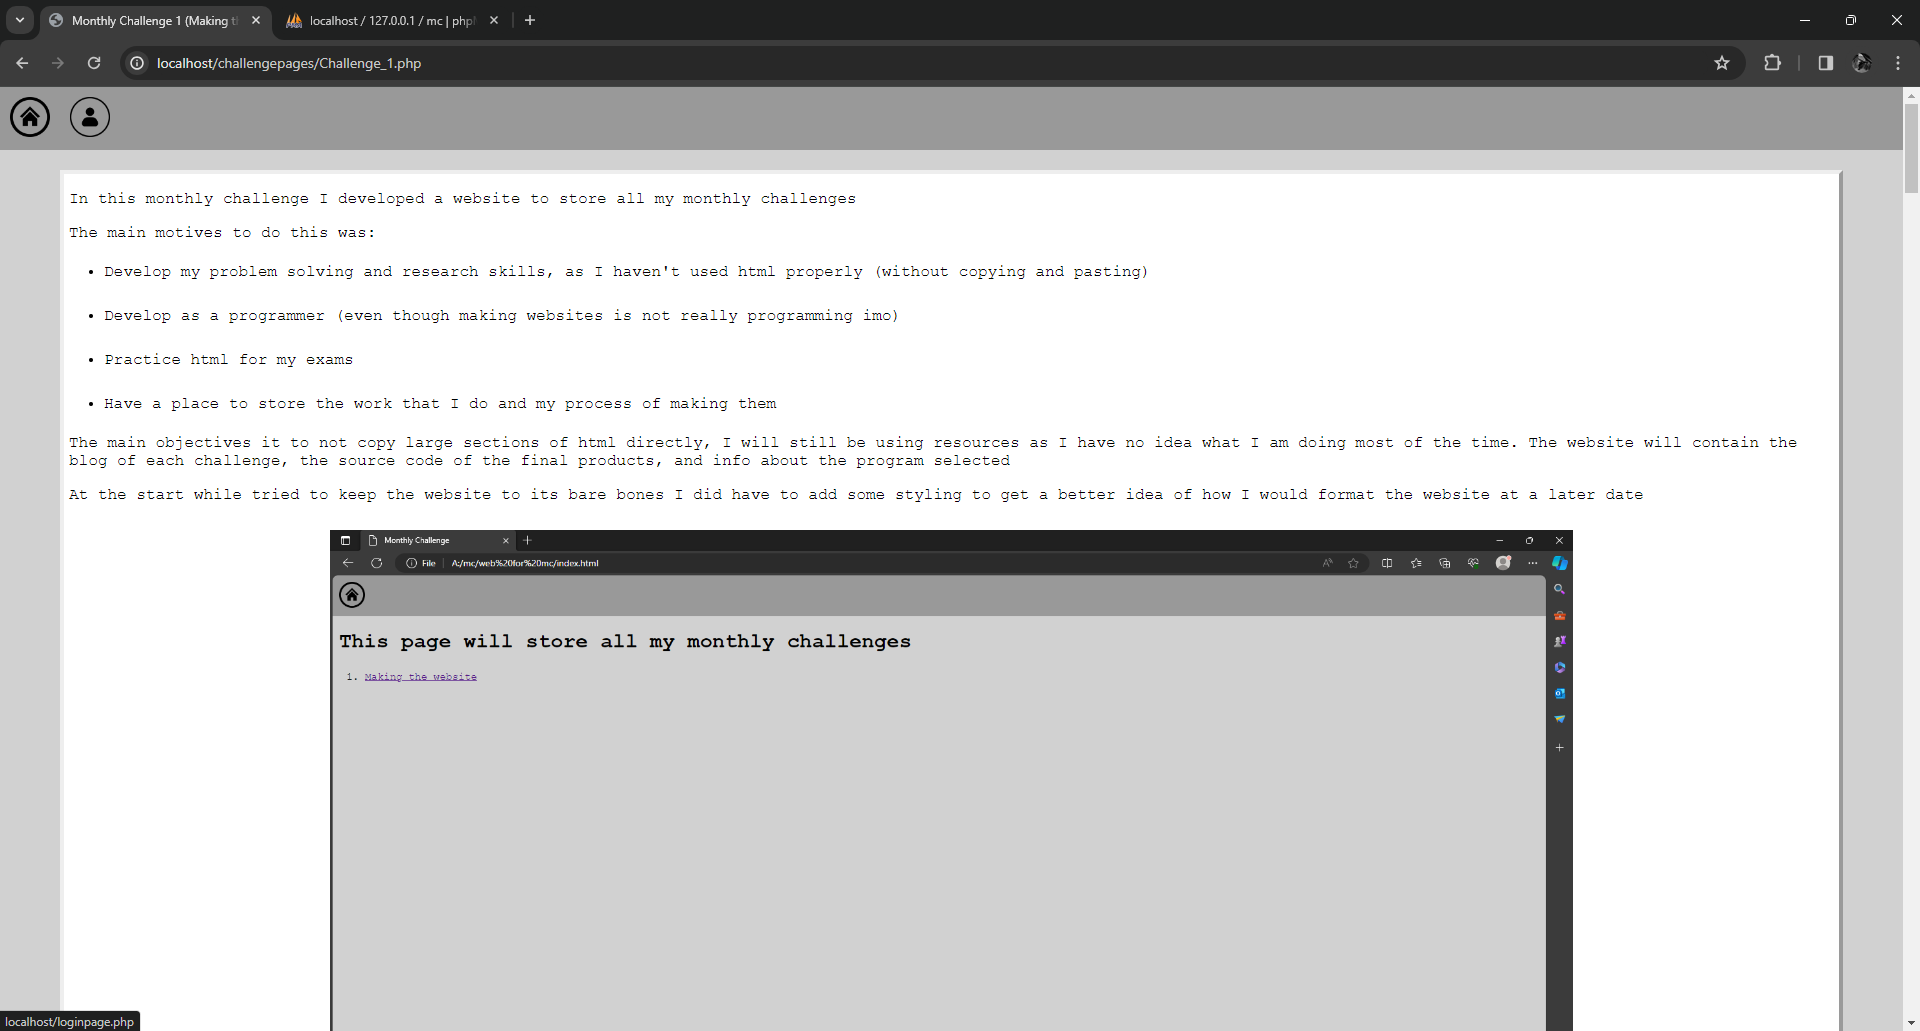 Monthly Challenge 1 (Making t
localhost / 127.0.0.1 / mc | php
localhost/challengepages/Challenge_1.php
In this monthly challenge I developed a website to store all my monthly challenges
The main motives to do this was:
• Develop my problem solving and research skills, as I haven't used html properly (without copying and pasting)
• Develop as a programmer (even though making websites is not really programming imo)
• Practice html for my exams
• Have a place to store the work that I do and my process of making them
The main objectives it to not copy large sections of html directly, I will still be using resources as I have no idea what I am doing most of the time. The website will contain the
blog of each challenge, the source code of the final products, and info about the program selected
At the start while tried to keep the website to its bare bones I did have to add some styling to get a better idea of how I would format the website at a later date
Monthly Challenge
File A:/mc/web%20for%20mc/index.html
This page will store all my monthly challenges
1. Making the website
localhost/loginpage.php